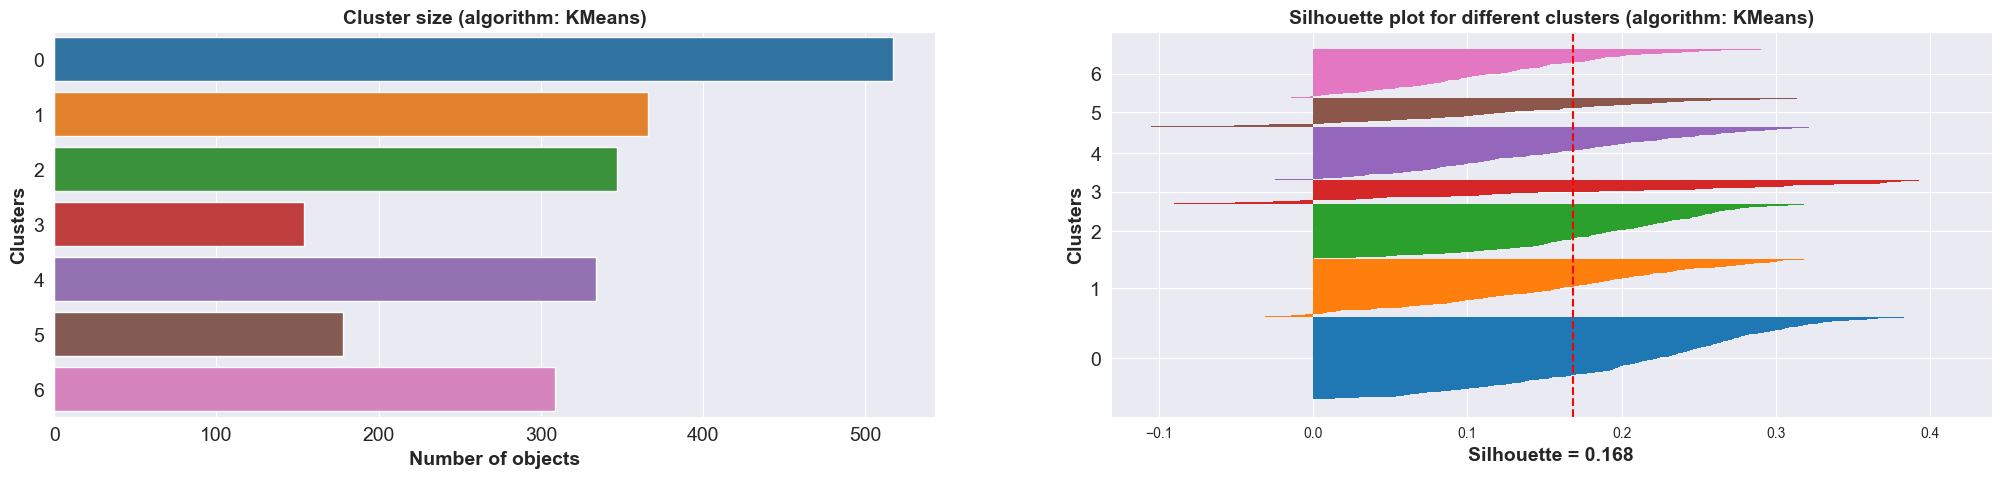 Cluster size (algorithm: KMeans)
Clusters
0
1
2
3
4
5
6
0 100 200 300 400 500
Number of objects
Silhouette plot for different clusters (algorithm: KMeans)
Clusters
6
5
4
3
2
1
0
−0.1 0.0 0.1 0.2 0.3 0.4
Silhouette = 0.168